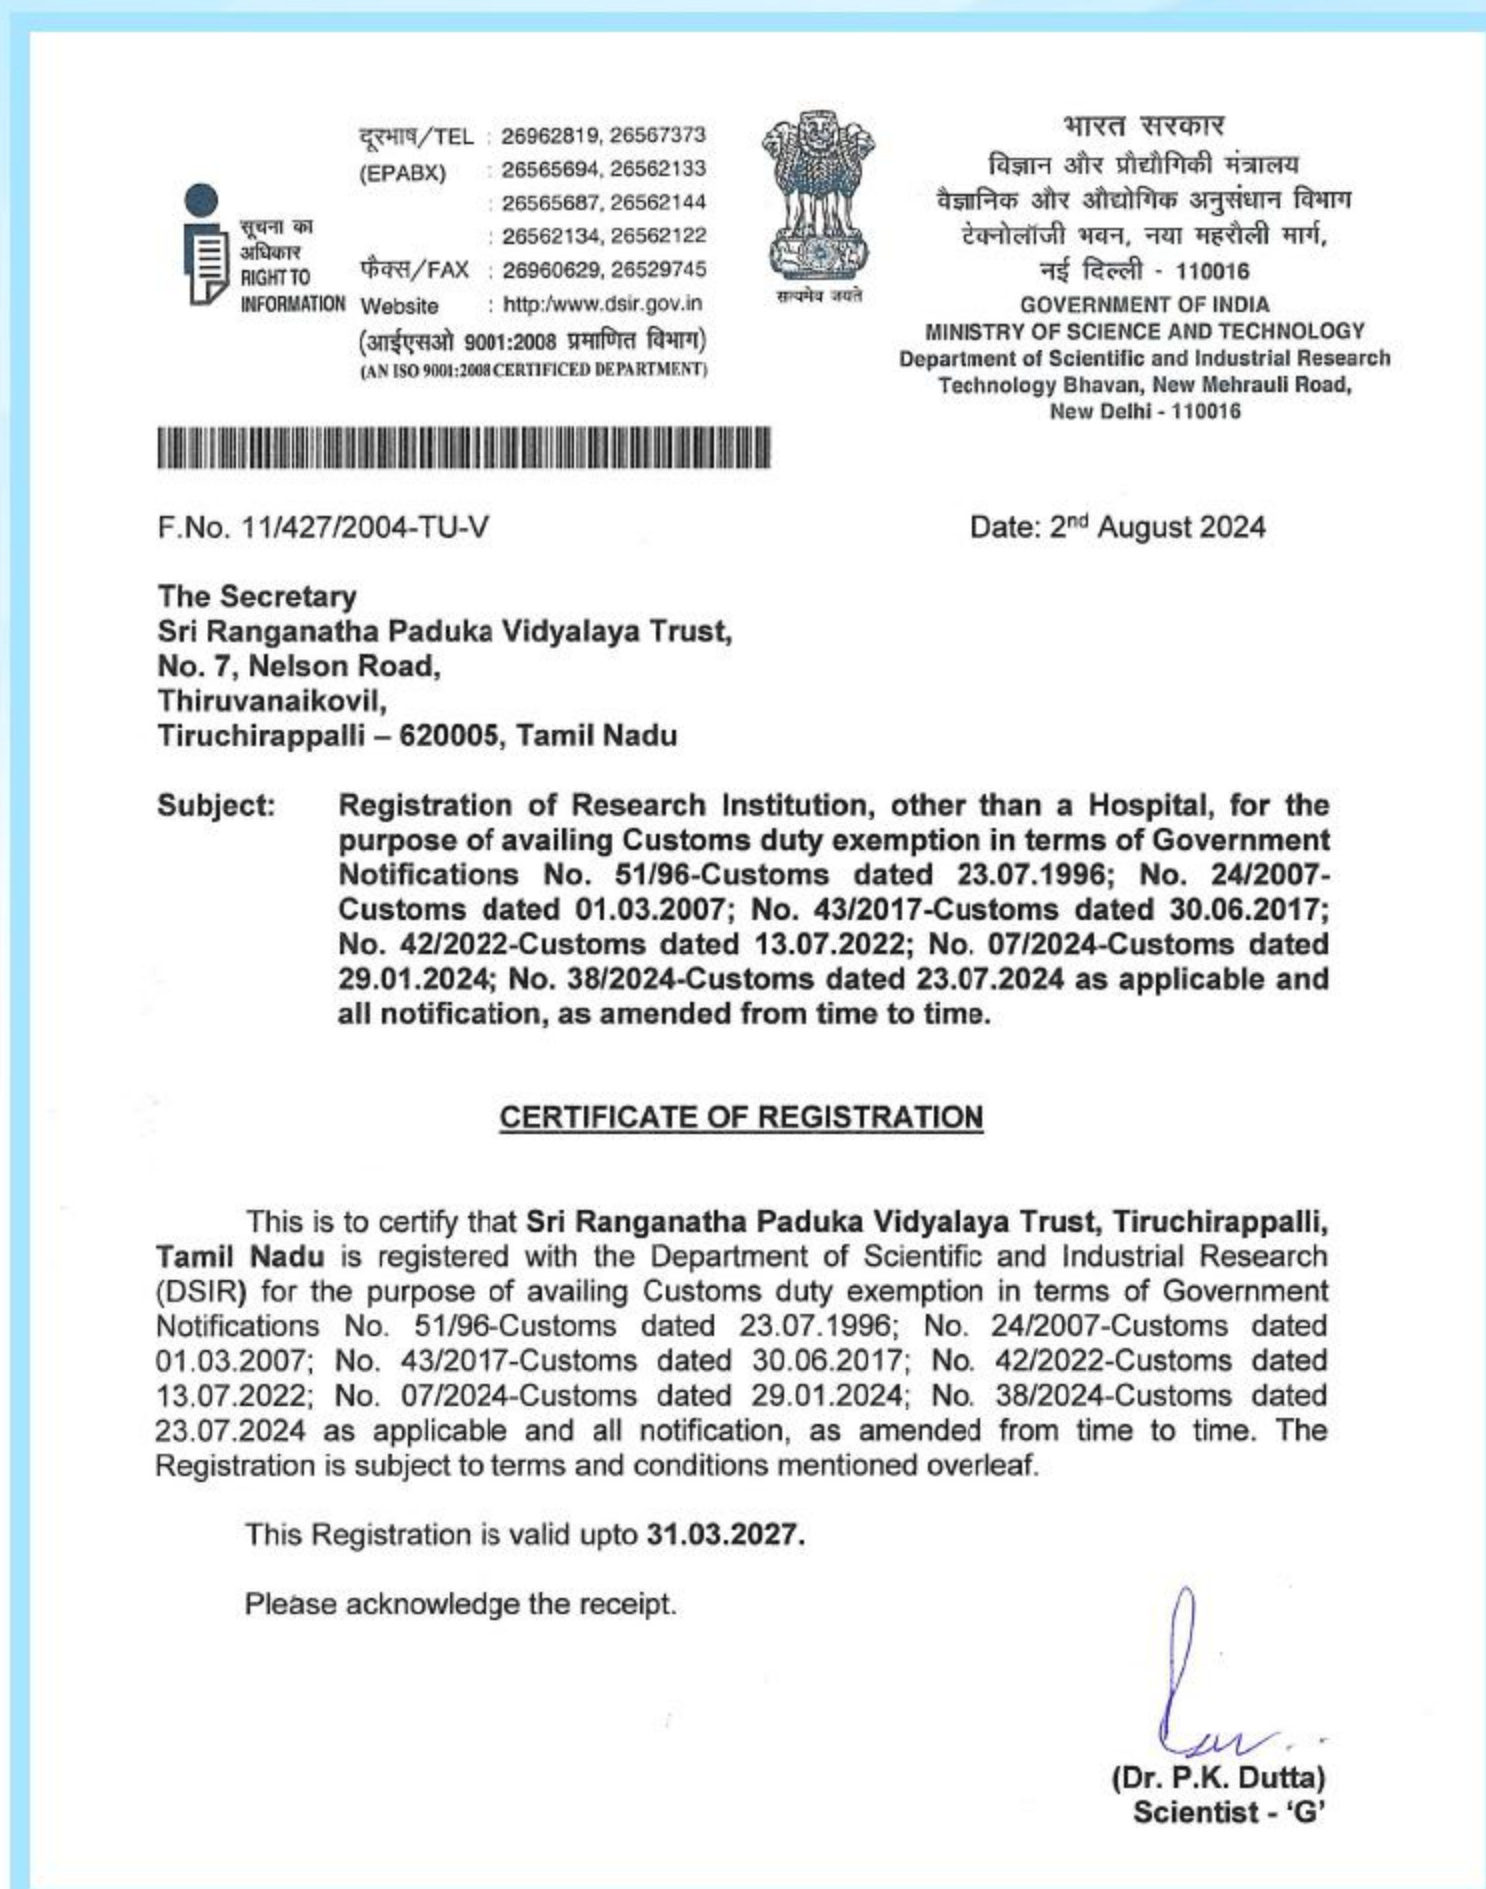 सूचना का
अधिकार
RIGHT TO
INFORMATION
दूरभाष/TEL : 26962819, 26567373
(EPABX) : 26565694, 26562133
: 26565687, 26562144
: 26562134, 26562122
फैक्स/FAX : 26960629, 26529745
Website : http:/www.dsir.gov.in
(आईएसओ 9001:2008 प्रमाणित विभाग)
(AN ISO 9001:2008 CERTIFICED DEPARTMENT)
सत्यमेव जयते
भारत सरकार
विज्ञान और प्रौद्योगिकी मंत्रालय
वैज्ञानिक और औद्योगिक अनुसंधान विभाग
टेक्नोलॉजी भवन, नया महरौली मार्ग,
नई दिल्ली - 110016
GOVERNMENT OF INDIA
MINISTRY OF SCIENCE AND TECHNOLOGY
Department of Scientific and Industrial Research
Technology Bhavan, New Mehrauli Road,
New Delhi - 110016
F.No. 11/427/2004-TU-V Date: 2nd August 2024
The Secretary
Sri Ranganatha Paduka Vidyalaya Trust,
No. 7, Nelson Road,
Thiruvanaikovil,
Tiruchirappalli – 620005, Tamil Nadu
Subject: Registration of Research Institution, other than a Hospital, for the
purpose of availing Customs duty exemption in terms of Government
Notifications No. 51/96-Customs dated 23.07.1996; No. 24/2007-
Customs dated 01.03.2007; No. 43/2017-Customs dated 30.06.2017;
No. 42/2022-Customs dated 13.07.2022; No. 07/2024-Customs dated
29.01.2024; No. 38/2024-Customs dated 23.07.2024 as applicable and
all notification, as amended from time to time.
CERTIFICATE OF REGISTRATION
This is to certify that Sri Ranganatha Paduka Vidyalaya Trust, Tiruchirappalli,
Tamil Nadu is registered with the Department of Scientific and Industrial Research
(DSIR) for the purpose of availing Customs duty exemption in terms of Government
Notifications No. 51/96-Customs dated 23.07.1996; No. 24/2007-Customs dated
01.03.2007; No. 43/2017-Customs dated 30.06.2017; No. 42/2022-Customs dated
13.07.2022; No. 07/2024-Customs dated 29.01.2024; No. 38/2024-Customs dated
23.07.2024 as applicable and all notification, as amended from time to time. The
Registration is subject to terms and conditions mentioned overleaf.
This Registration is valid upto 31.03.2027.
Please acknowledge the receipt.
(Dr. P.K. Dutta)
Scientist - ‘G’